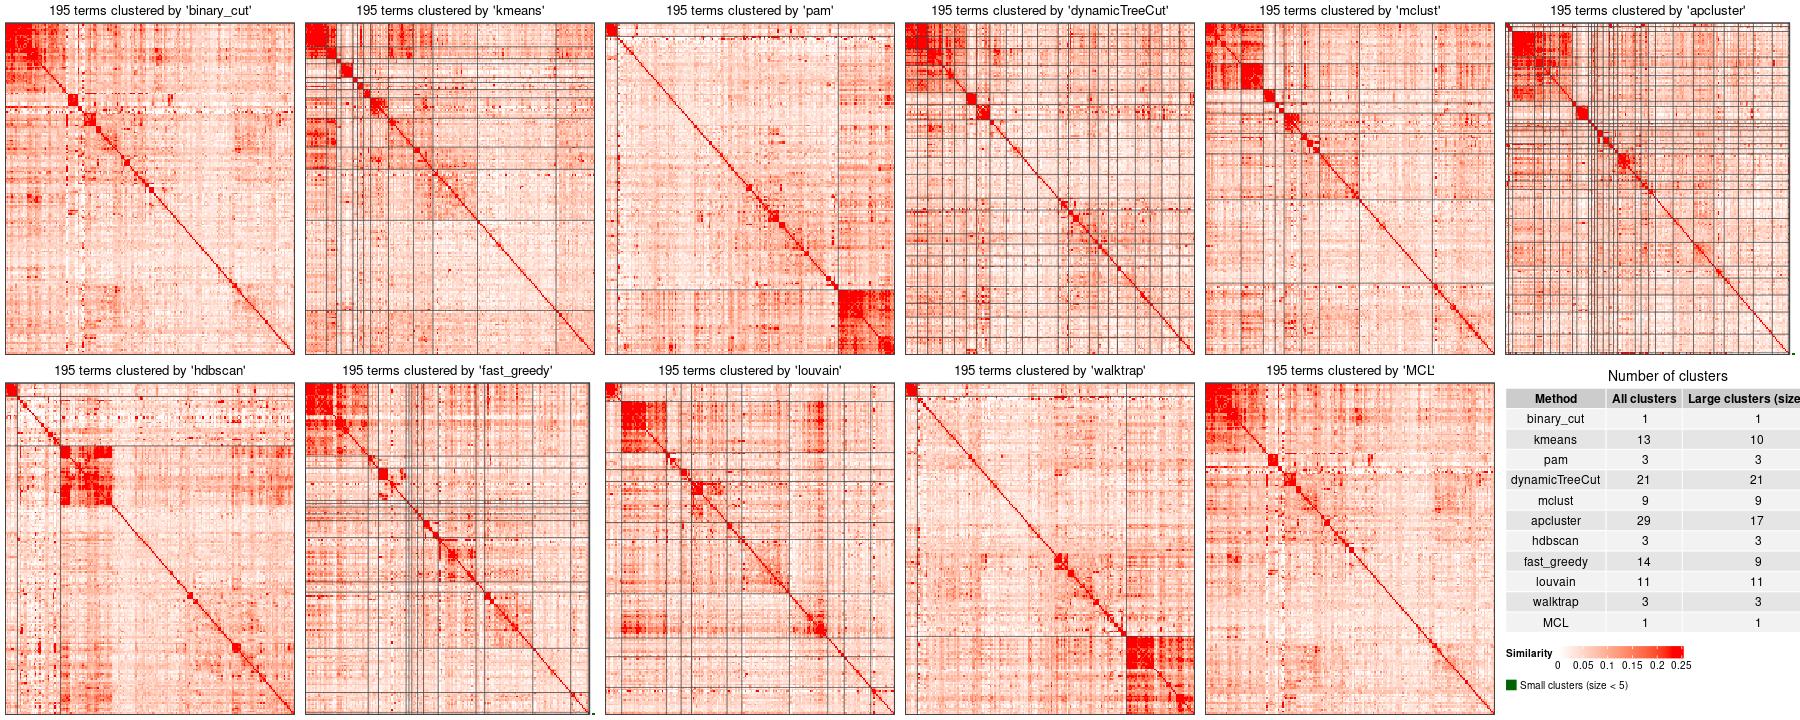 195 terms clustered by 'binary_cut'
195 terms clustered by 'kmeans'
195 terms clustered by 'pam'
195 terms clustered by 'dynamicTreeCut'
195 terms clustered by 'mclust'
195 terms clustered by 'apcluster'
195 terms clustered by 'hdbscan'
195 terms clustered by 'fast_greedy'
195 terms clustered by 'louvain'
195 terms clustered by 'walktrap'
195 terms clustered by 'MCL'
Number of clusters
Method All clusters Large clusters (size
binary_cut 1 1
kmeans 13 10
pam 3 3
dynamicTreeCut 21 21
mclust 9 9
apcluster 29 17
hdbscan 3 3
fast_greedy 14 9
louvain 11 11
walktrap 3 3
MCL 1 1
Similarity
0 0.05 0.1 0.15 0.2 0.25
Small clusters (size < 5)